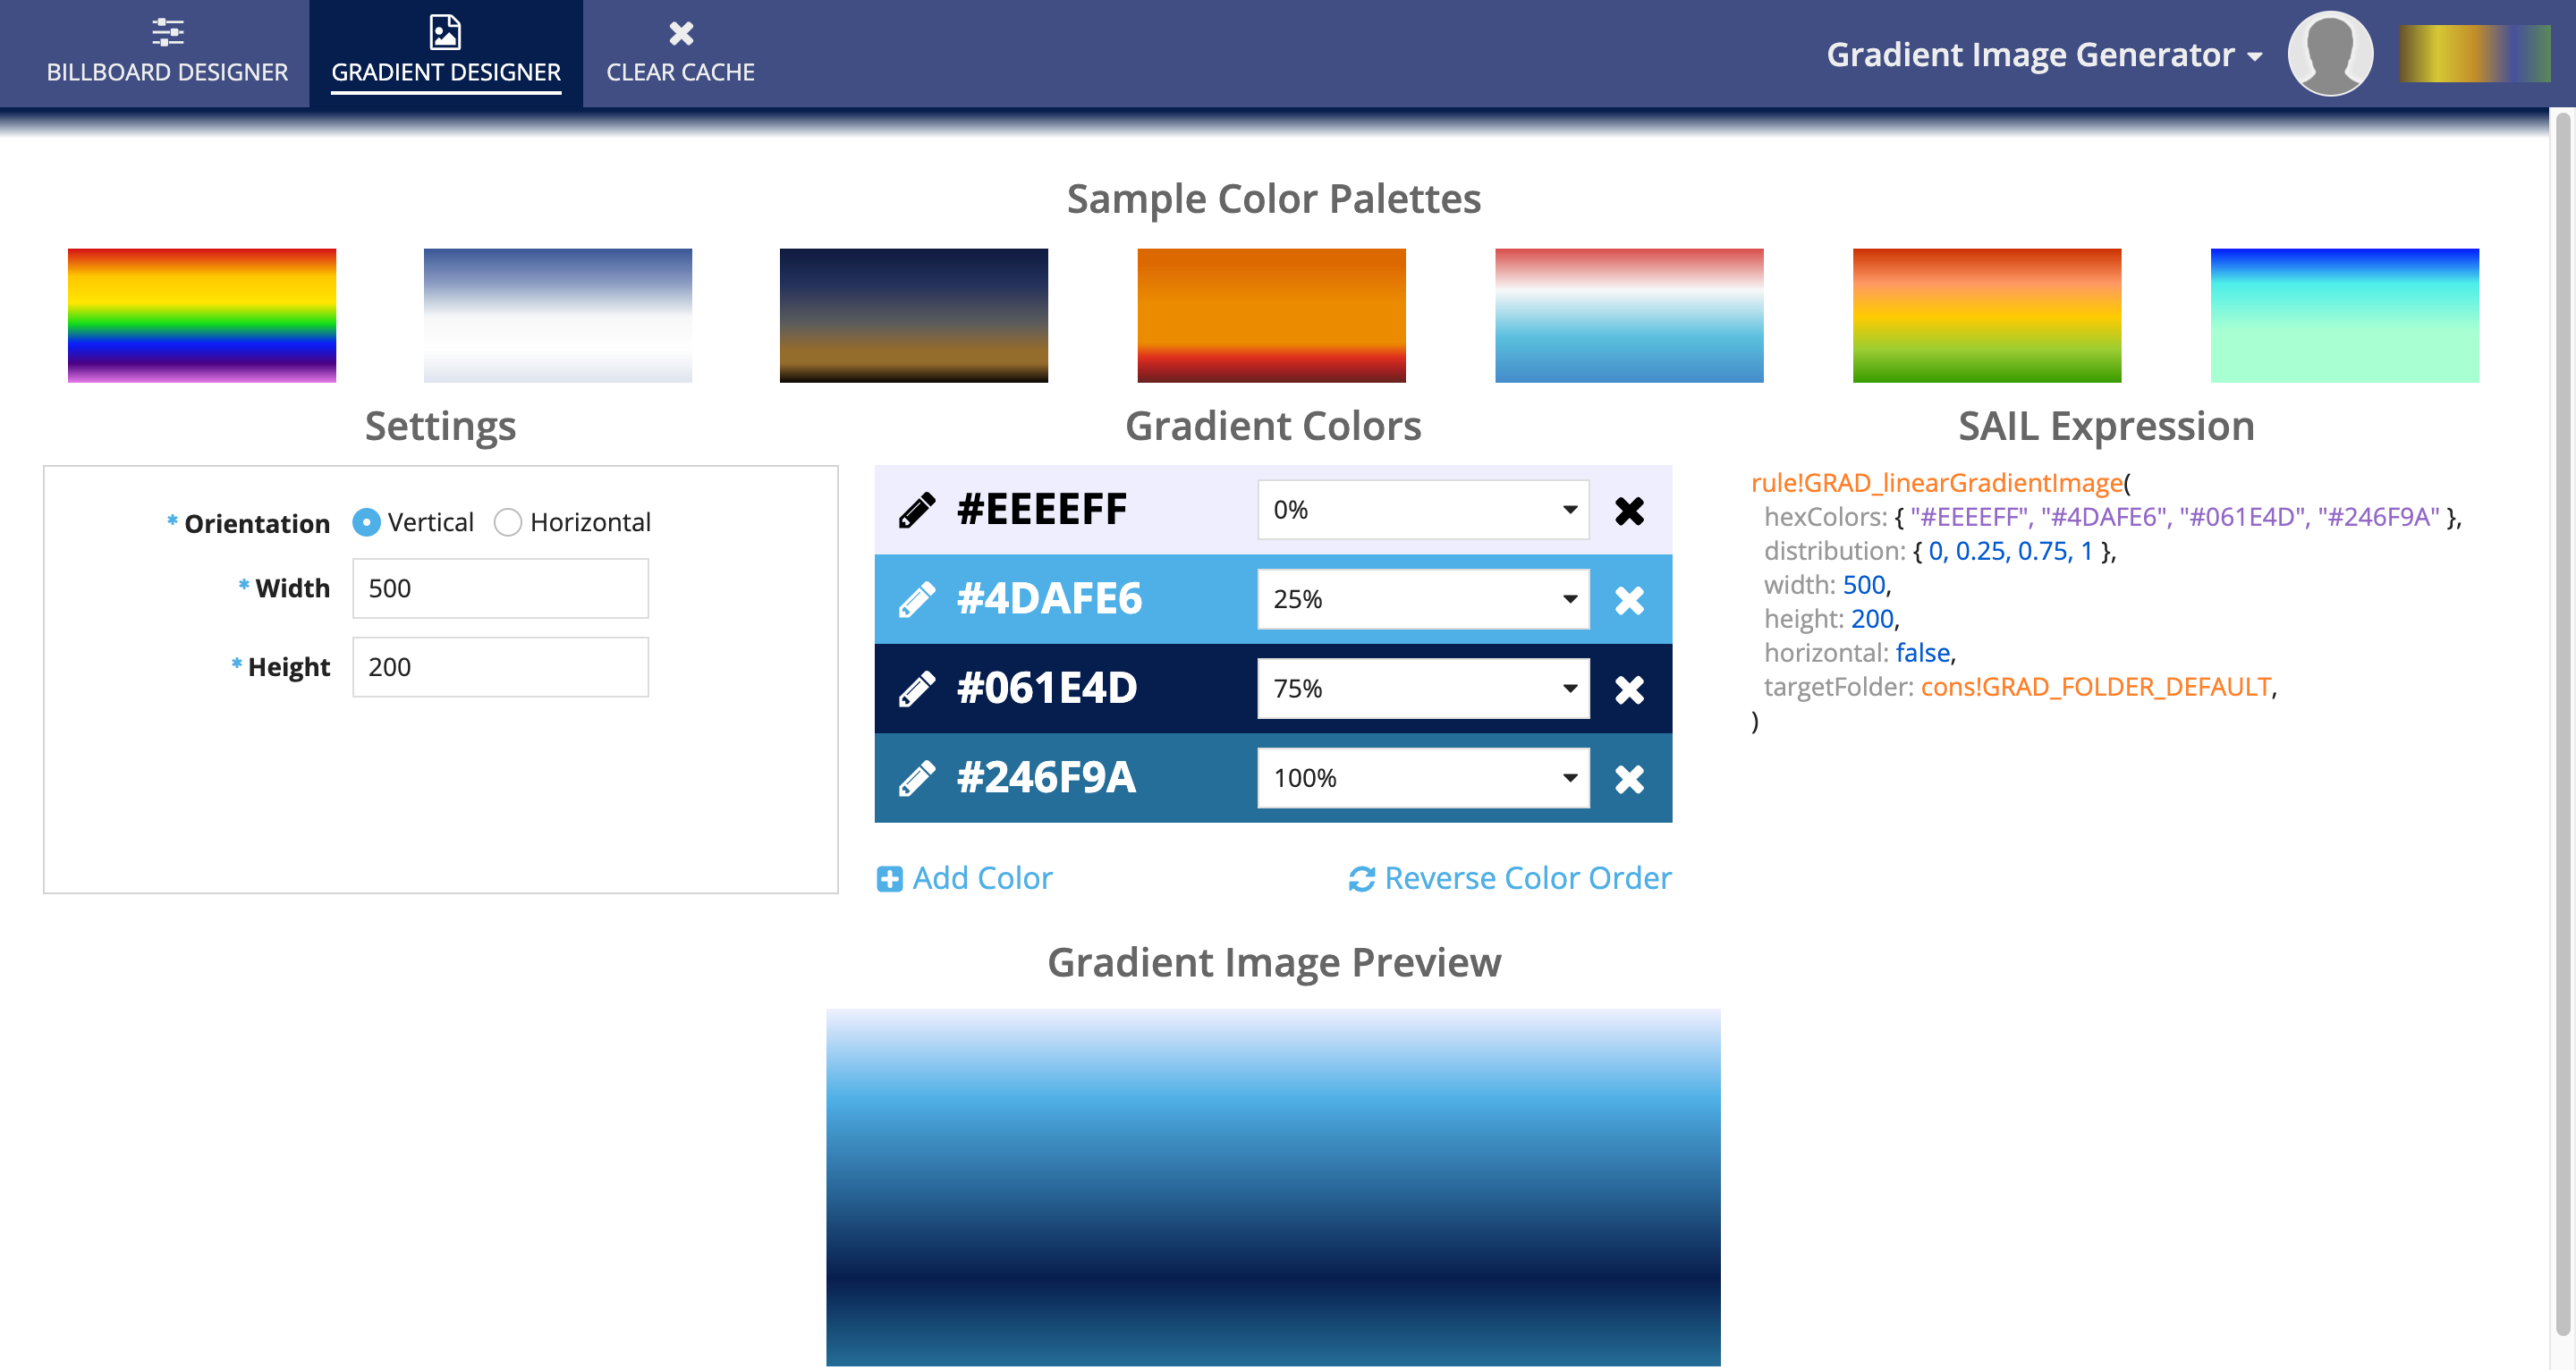 BILLBOARD DESIGNER
GRADIENT DESIGNER
CLEAR CACHE
Gradient Image Generator
Sample Color Palettes
Settings
* Orientation Vertical Horizontal
* Width 500
* Height 200
Gradient Colors
#EEEEFF 0%
#4DAFE6 25%
#061E4D 75%
#246F9A 100%
Add Color
Reverse Color Order
SAIL Expression
rule!GRAD_linearGradientImage(
hexColors: { "#EEEEFF", "#4DAFE6", "#061E4D", "#246F9A" },
distribution: { 0, 0.25, 0.75, 1 },
width: 500,
height: 200,
horizontal: false,
targetFolder: cons!GRAD_FOLDER_DEFAULT,
)
Gradient Image Preview